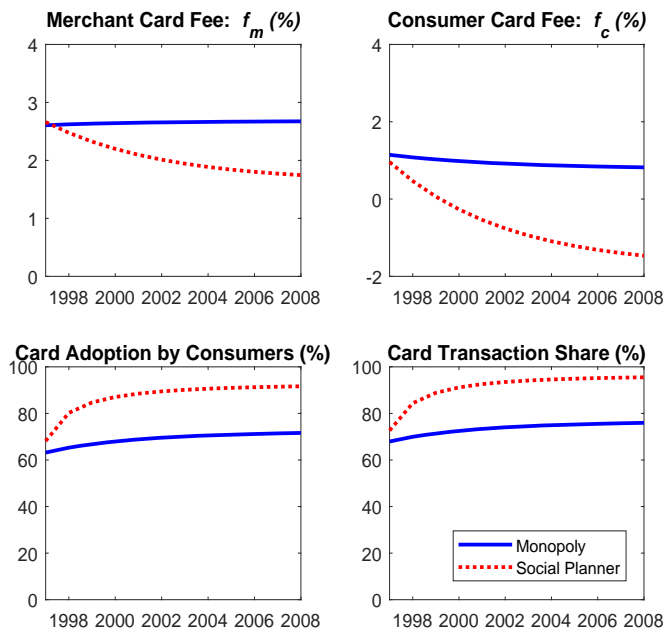 Merchant Card Fee: f_m (%)
4
3
2
1
0
1998 2000 2002 2004 2006 2008
Consumer Card Fee: f_c (%)
4
2
0
-2
1998 2000 2002 2004 2006 2008
Card Adoption by Consumers (%)
100
80
60
40
20
0
1998 2000 2002 2004 2006 2008
Card Transaction Share (%)
100
80
60
40
20
0
Monopoly
Social Planner
1998 2000 2002 2004 2006 2008